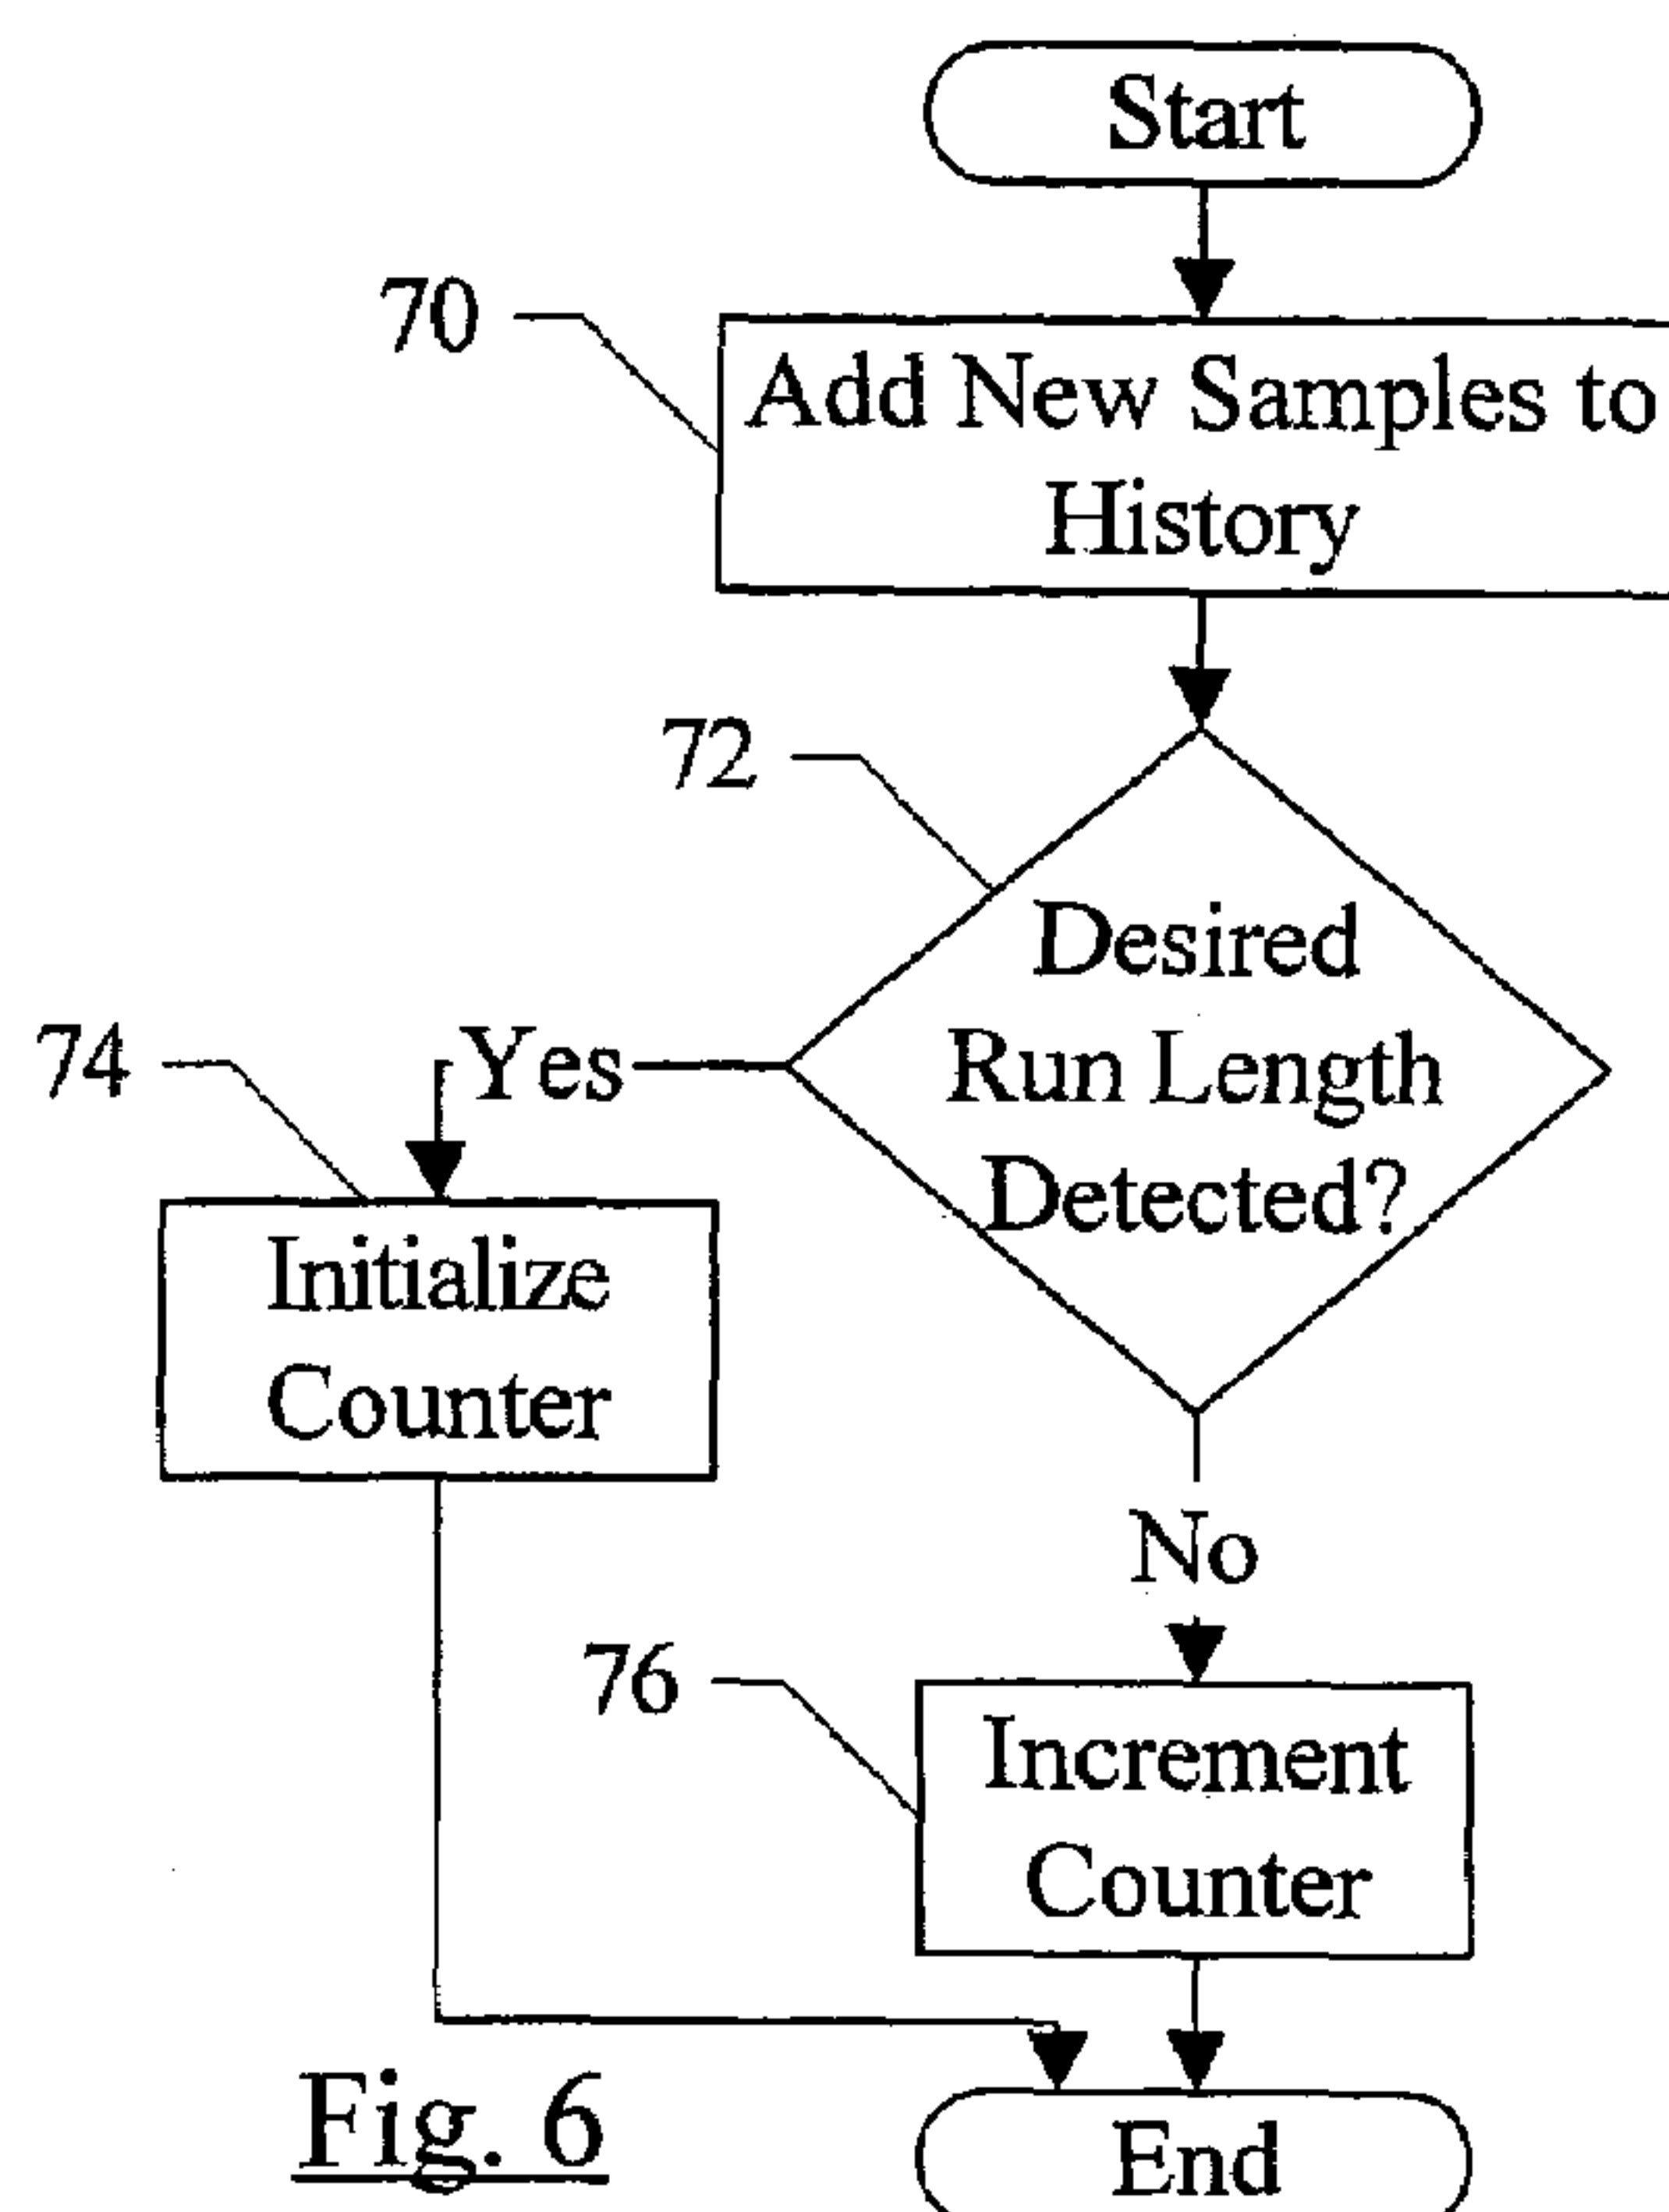 Start
70
Add New Samples to
History
72
Desired
Run Length
Detected?
74
Yes
Initialize
Counter
No
76
Increment
Counter
End
Fig. 6